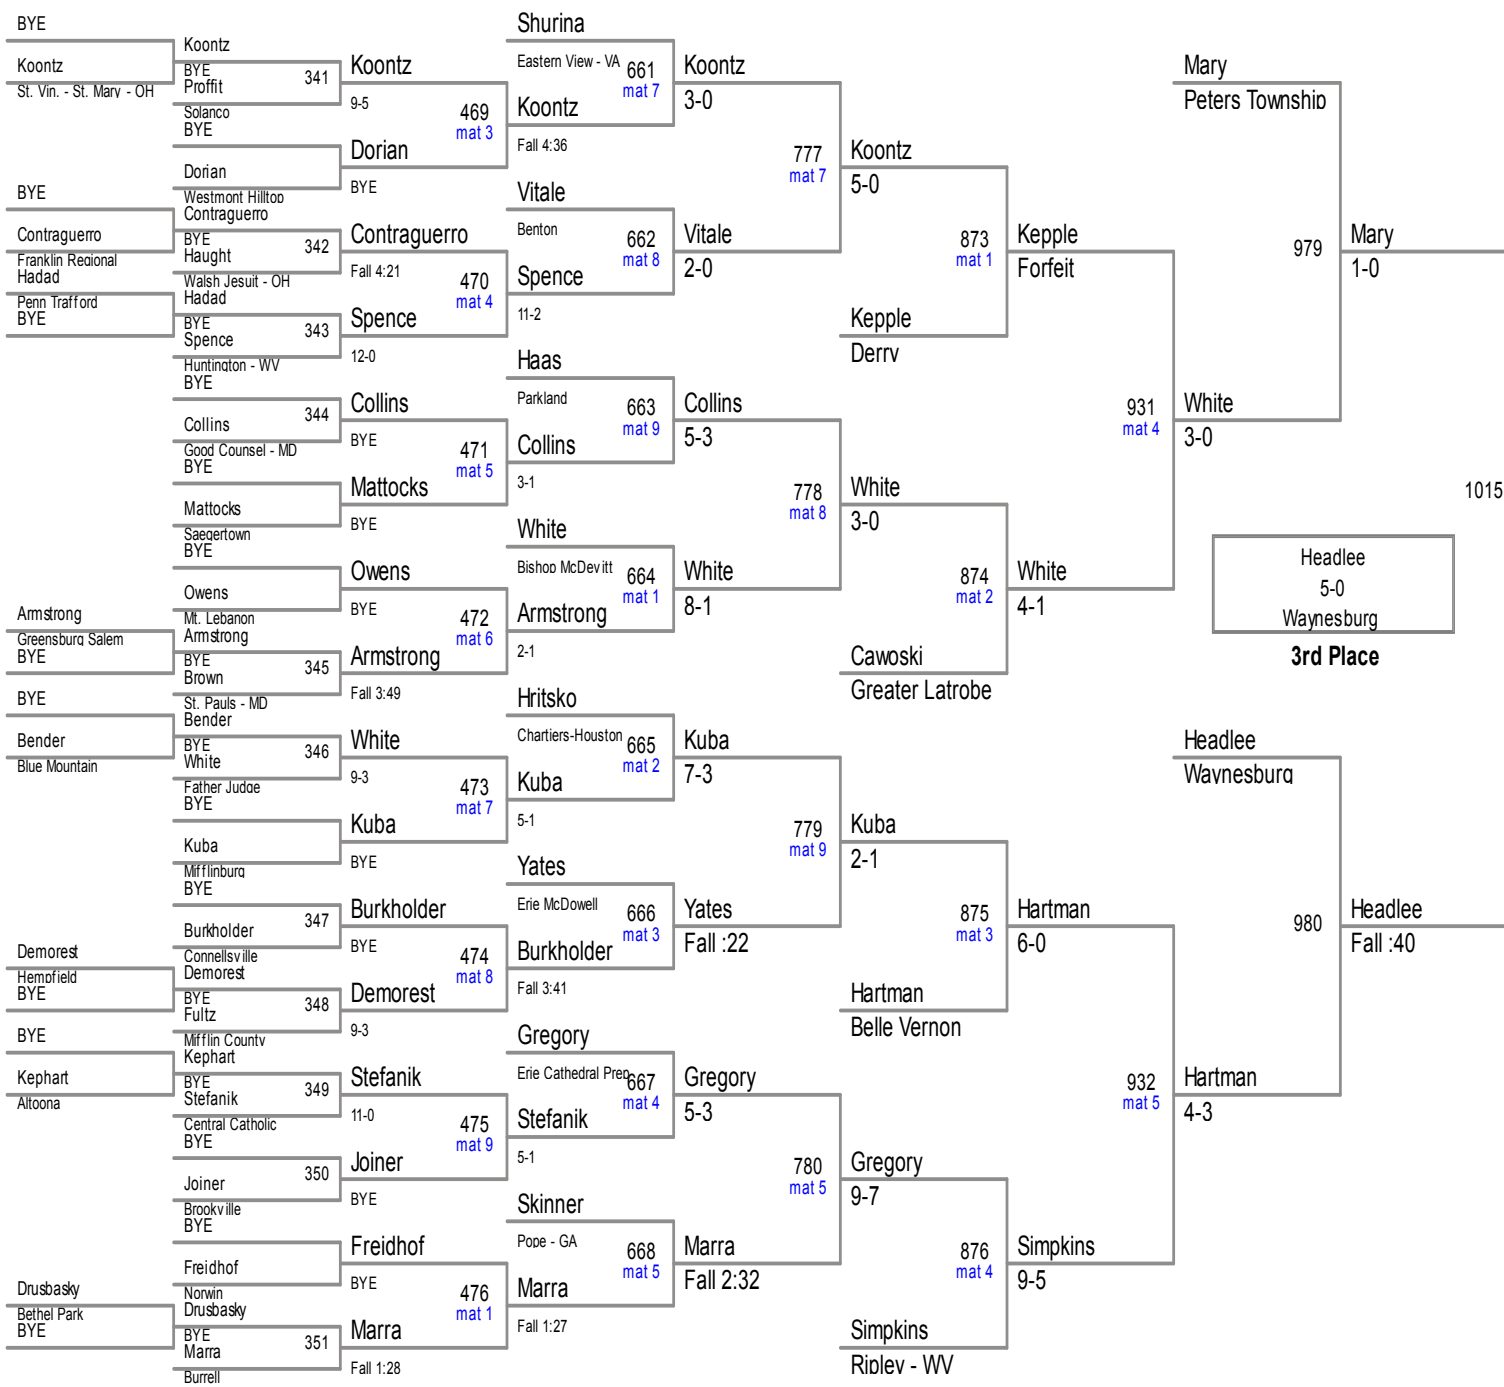 BYE
Koontz
St. Vin. - St. Mary - OH
BYE
Contraguerro
Franklin Regional
Hadad
Penn Trafford
BYE
Armstrong
Greensburg Salem
BYE
BYE
Bender
Blue Mountain
Demorest
Hempfield
BYE
BYE
Kephart
Altoona
Drusbasky
Bethel Park
BYE
Koontz
BYE
Proffit
341
Solanco
BYE
Dorian
Westmont Hilltop
Contraguerro
BYE
Haught
342
Walsh Jesuit - OH
Hadad
BYE
Spence
343
Huntington - WV
BYE
Collins
344
Good Counsel - MD
BYE
Mattocks
Saegertown
BYE
Owens
Mt. Lebanon
Armstrong
BYE
Brown
345
St. Pauls - MD
Bender
BYE
White
346
Father Judge
BYE
Kuba
Mifflinburg
BYE
Burkholder
347
Connellsville
Demorest
BYE
Fultz
348
Mifflin County
Kephart
BYE
Stefanik
349
Central Catholic
BYE
Joiner
350
Brookville
BYE
Freidhof
Norwin
Drusbasky
BYE
Marra
351
Burrell
Koontz
9-5
469
mat 3
Dorian
BYE
Contraguerro
Fall 4:21
470
mat 4
Spence
12-0
Collins
BYE
471
mat 5
Mattocks
BYE
Owens
BYE
472
mat 6
Armstrong
Fall 3:49
White
9-3
473
mat 7
Kuba
BYE
Burkholder
BYE
474
mat 8
Demorest
9-3
Stefanik
11-0
475
mat 9
Joiner
BYE
Freidhof
BYE
476
mat 1
Marra
Fall 1:28
Shurina
Eastern View - VA
661
mat 7
Koontz
Fall 4:36
Vitale
Benton
662
mat 8
Spence
11-2
Haas
Parkland
663
mat 9
Collins
3-1
White
Bishop McDevitt
664
mat 1
Armstrong
2-1
Hritsko
Chartiers-Houston
665
mat 2
Kuba
5-1
Yates
Erie McDowell
666
mat 3
Burkholder
Fall 3:41
Gregory
Erie Cathedral Prep
667
mat 4
Stefanik
5-1
Skinner
Pope - GA
668
mat 5
Marra
Fall 1:27
Koontz
3-0
777
mat 7
Vitale
2-0
Collins
5-3
778
mat 8
White
8-1
Kuba
7-3
779
mat 9
Yates
Fall :22
Gregory
5-3
780
mat 5
Marra
Fall 2:32
Koontz
5-0
873
mat 1
Kepple
Derry
White
3-0
874
mat 2
Cawoski
Greater Latrobe
Kuba
2-1
875
mat 3
Hartman
Belle Vernon
Gregory
9-7
876
mat 4
Simpkins
Ripley - WV
Kepple
Forfeit
931
mat 4
White
4-1
Hartman
6-0
932
mat 5
Simpkins
9-5
Mary
Peters Township
979
White
3-0
Headlee
Waynesburg
980
Hartman
4-3
Mary
1-0
1015
Headlee
5-0
Waynesburg
3rd Place
Headlee
Fall :40